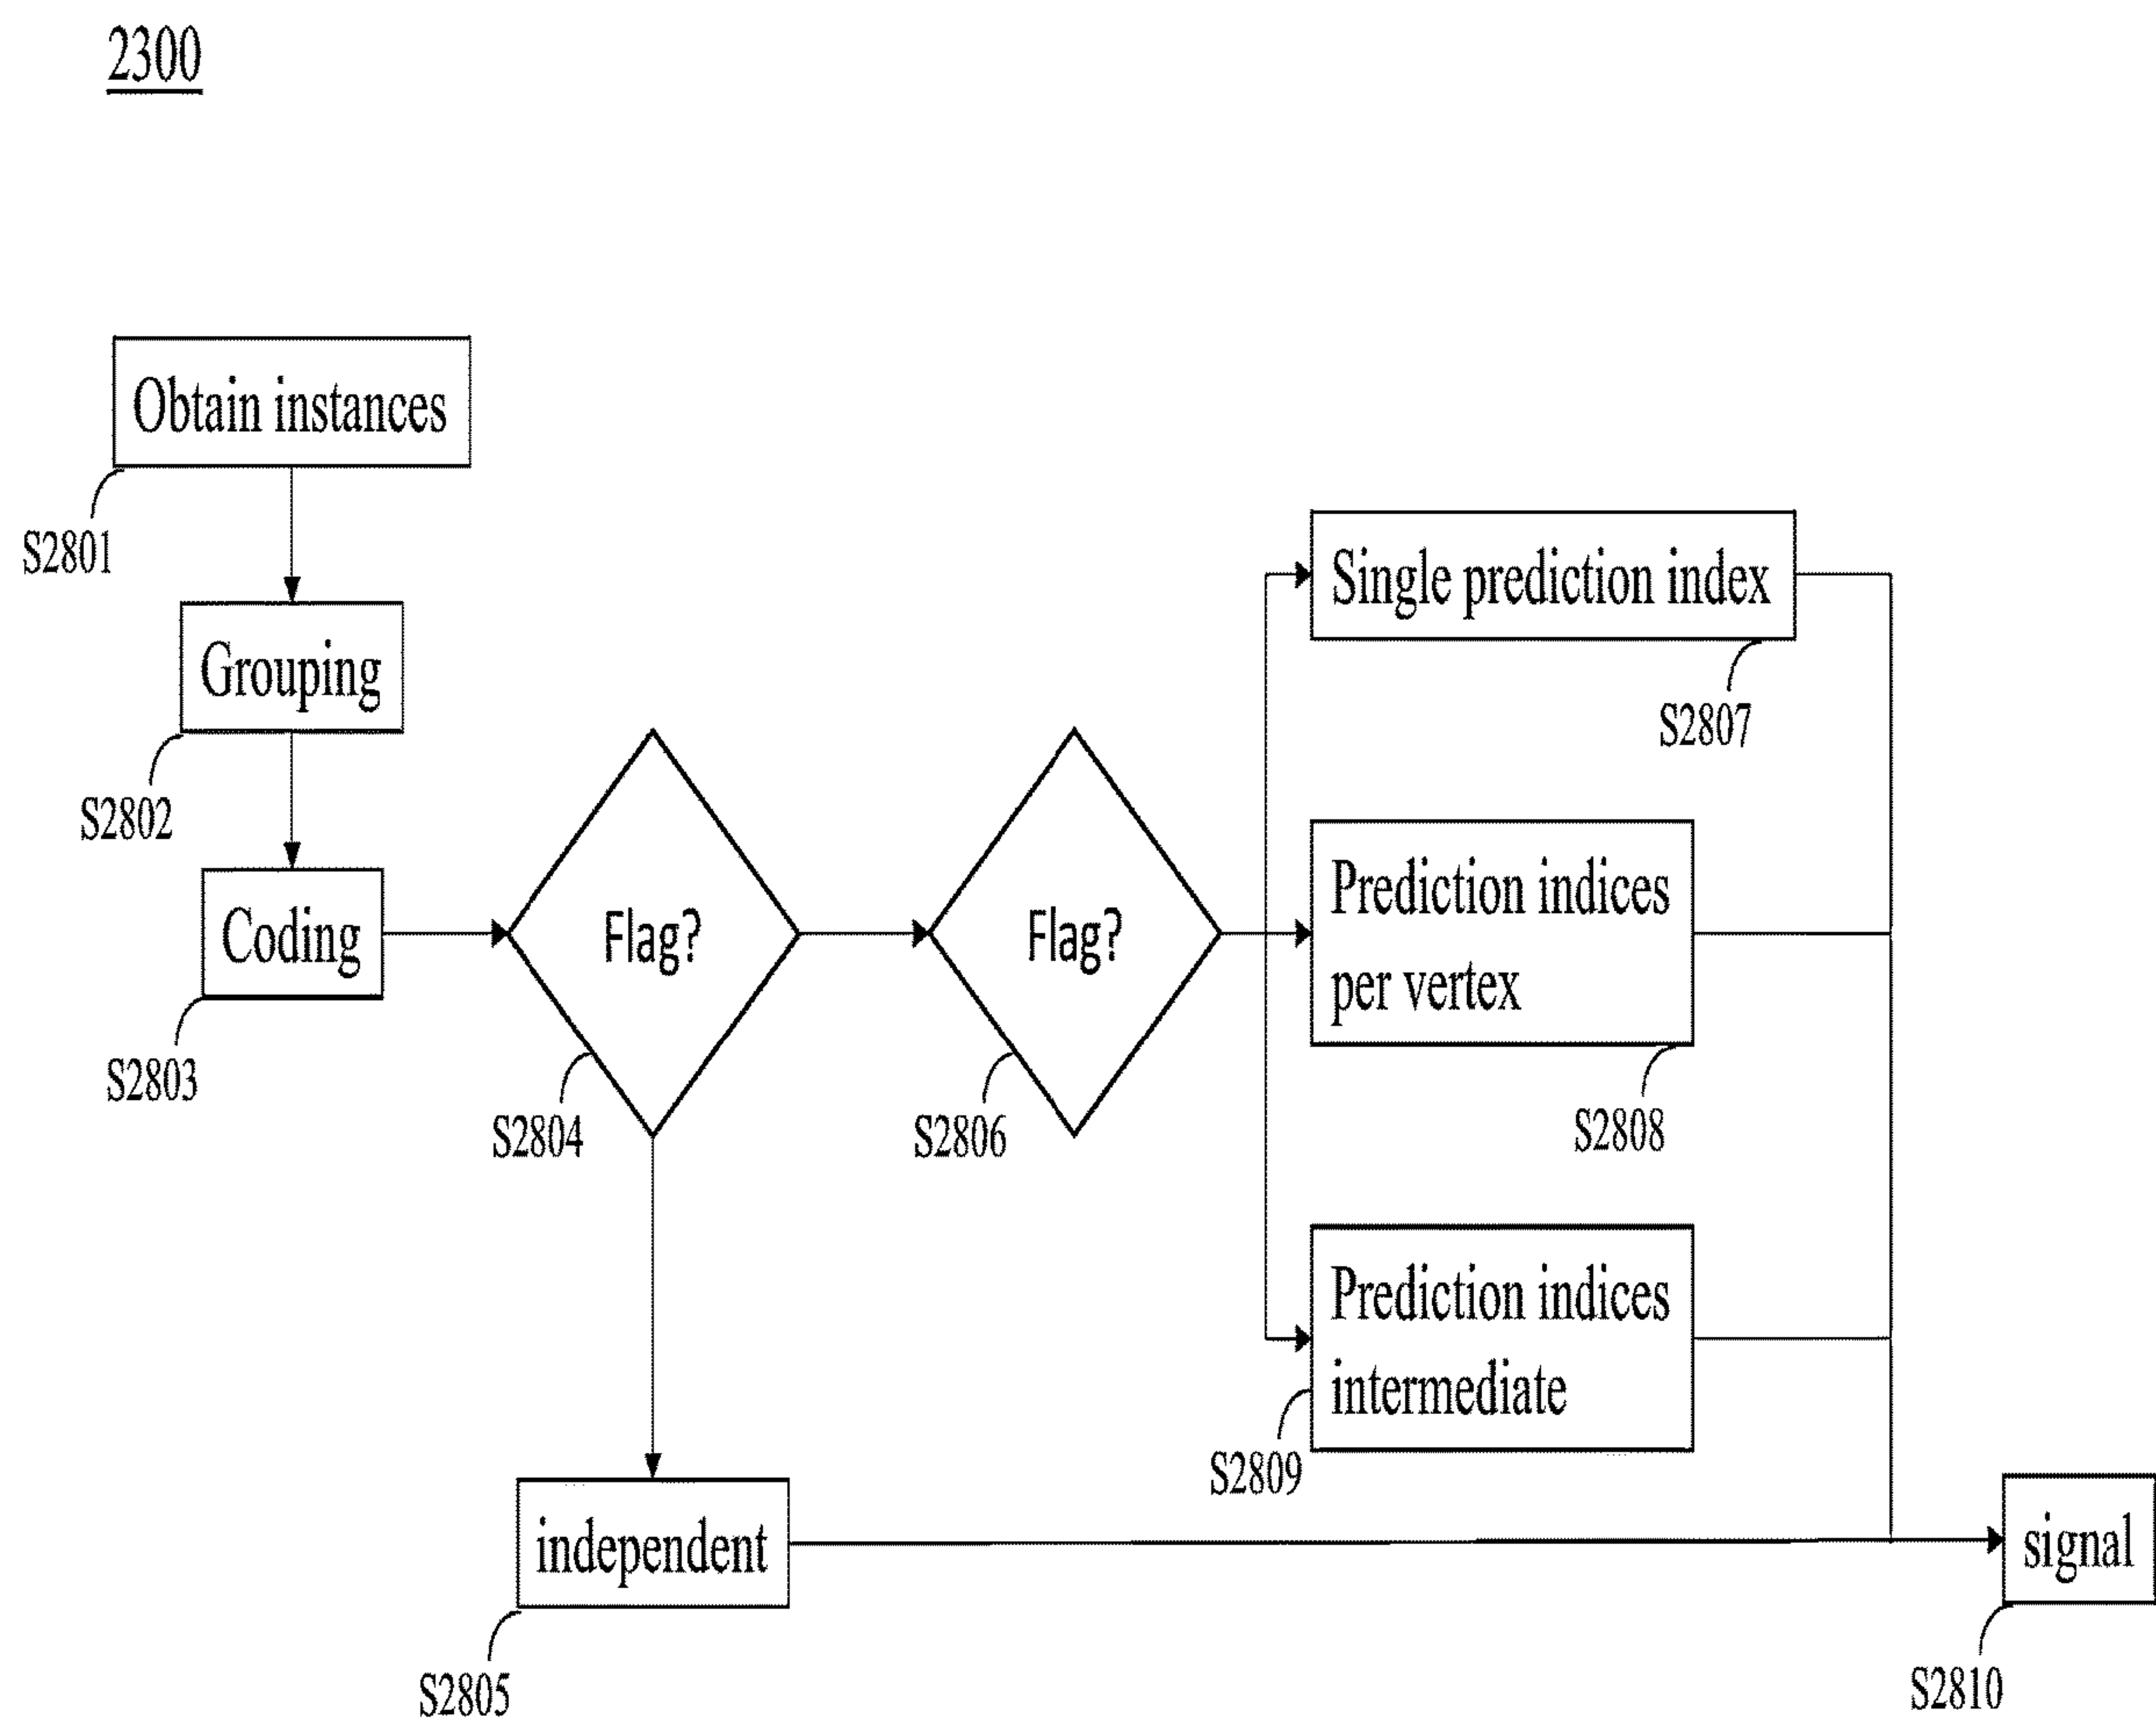 2300
Obtain instances
S2801
Grouping
S2802
Coding
S2803
Flag?
S2804
Flag?
S2806
Single prediction index
S2807
Prediction indices
per vertex
S2808
Prediction indices
intermediate
S2809
independent
S2805
signal
S2810